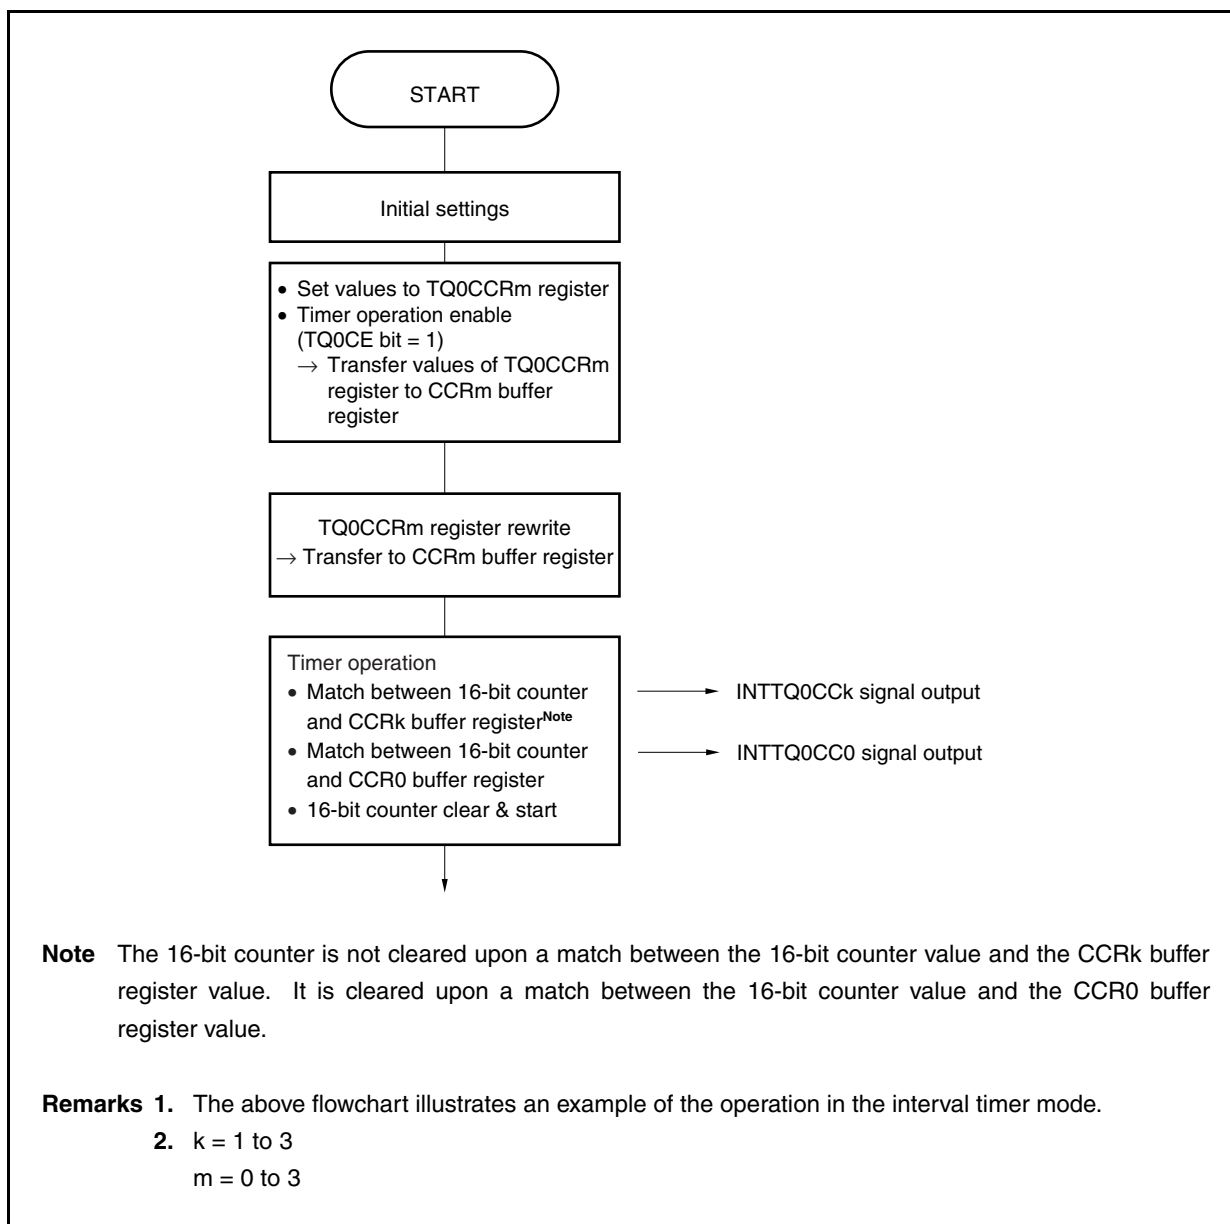 START
Initial settings
• Set values to TQ0CCRm register
• Timer operation enable
(TQ0CE bit = 1)
→ Transfer values of TQ0CCRm
register to CCRm buffer
register
TQ0CCRm register rewrite
→ Transfer to CCRm buffer register
Timer operation
• Match between 16-bit counter
and CCRk buffer registerNote
• Match between 16-bit counter
and CCR0 buffer register
• 16-bit counter clear & start
INTTQ0CCk signal output
INTTQ0CC0 signal output
Note The 16-bit counter is not cleared upon a match between the 16-bit counter value and the CCRk buffer
register value. It is cleared upon a match between the 16-bit counter value and the CCR0 buffer
register value.
Remarks 1. The above flowchart illustrates an example of the operation in the interval timer mode.
2. k = 1 to 3
m = 0 to 3